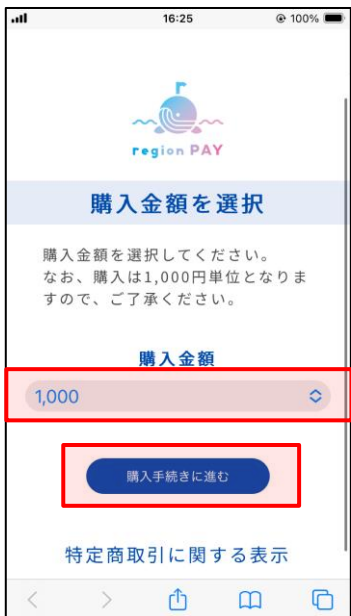 16:25
100%
region PAY
購入金額を選択
購入金額を選択してください。
なお、購入は1,000円単位となりま
すので、ご了承ください。
購入金額
1,000
購入手続きに進む
特定商取引に関する表示